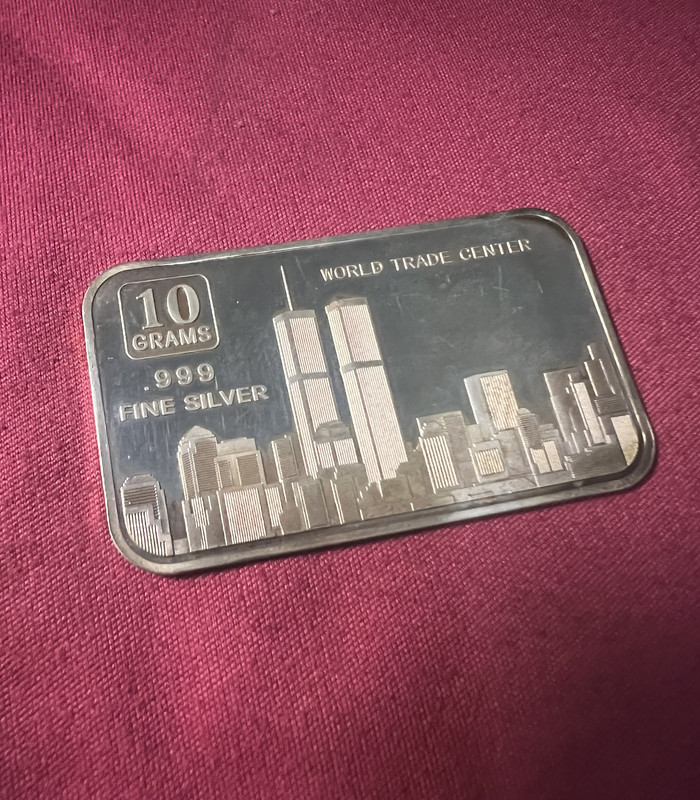 WORLD TRADE CENTER
10
GRAMS
.999
FINE SILVER